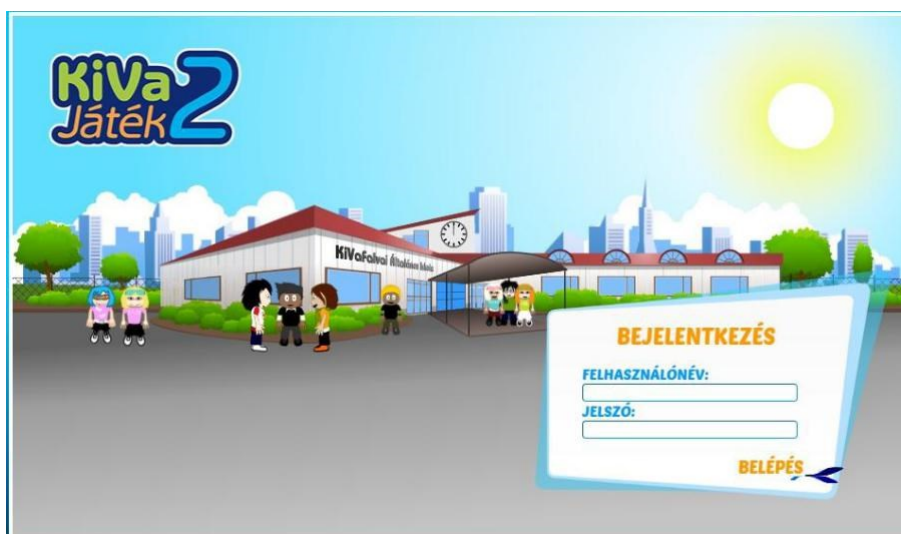 KiVa 2
Játék
KiVaFalvai Általános Iskola
BEJELENTKEZÉS
FELHASZNÁLÓNÉV:
JELSZÓ:
BELÉPÉS